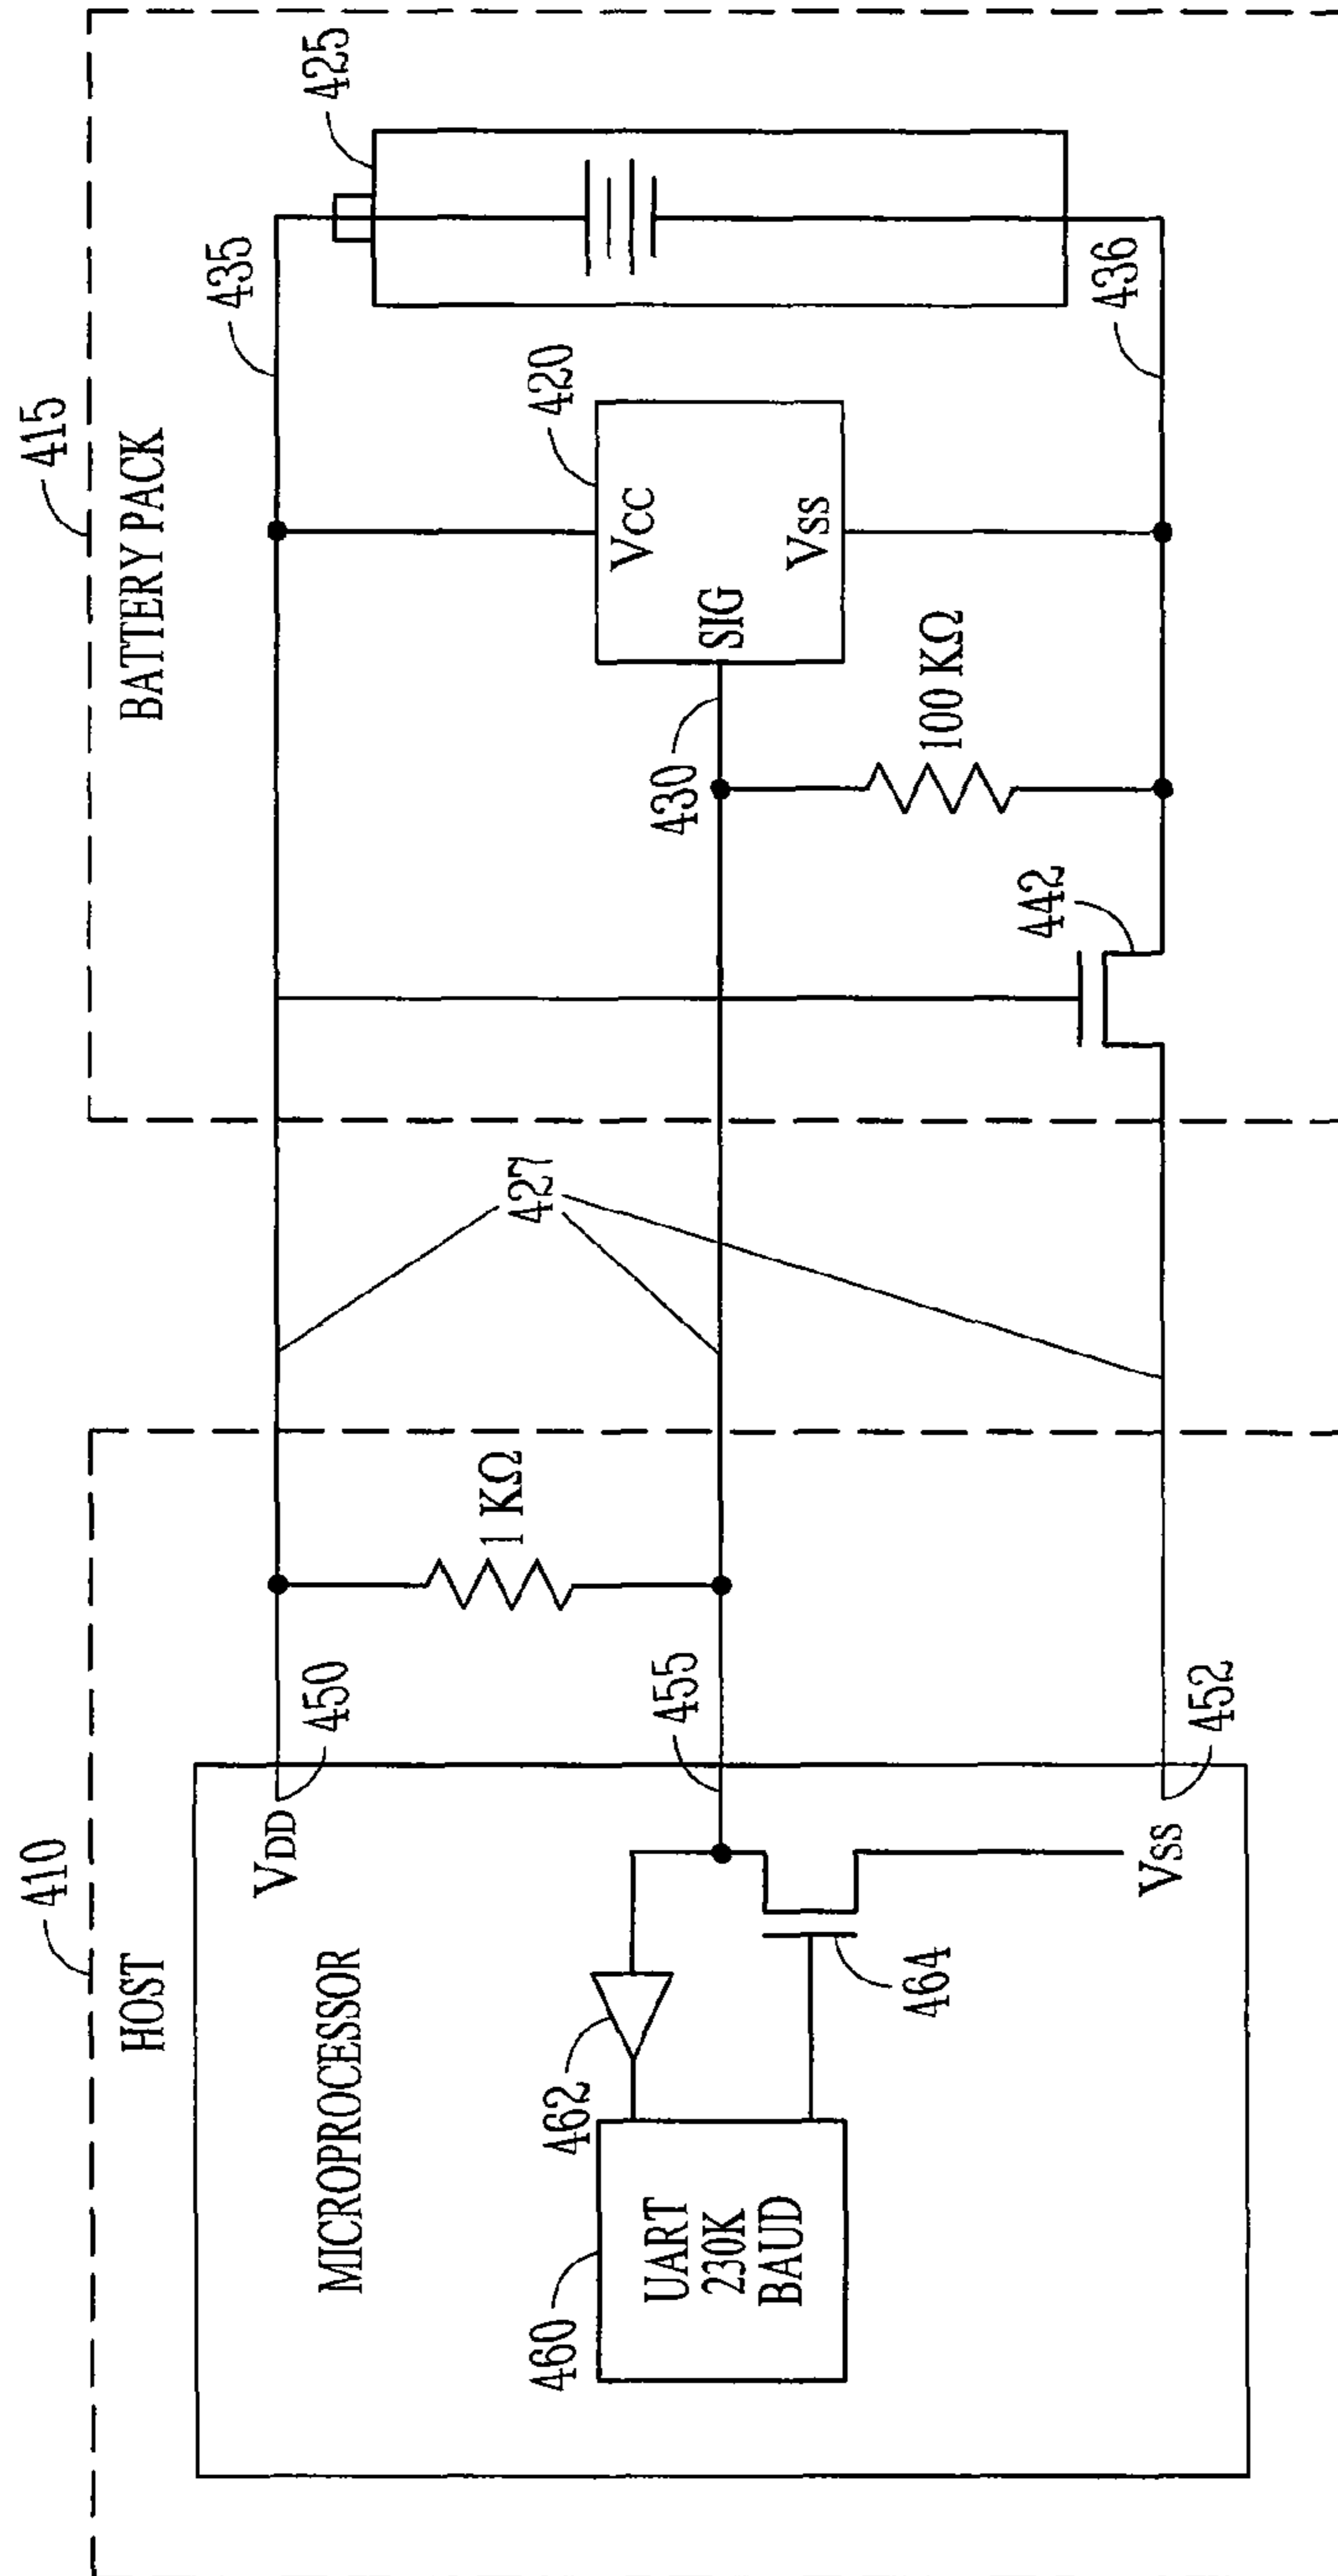 410
HOST
MICROPROCESSOR
VDD
450
455
VSS
452
460
UART
230K
BAUD
462
464
1 KΩ
427
415
BATTERY PACK
435
425
430
SIG
VCC
VSS
420
100 KΩ
442
436